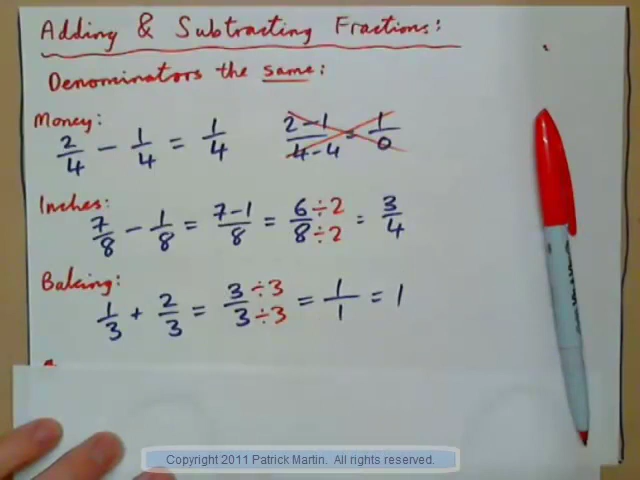 Adding & Subtracting Fractions:
Denominators the same:
Money:
2/4 - 1/4 = 1/4    2-1/4-4 = 1/0
Inches:
7/8 - 1/8 = 7-1/8 = 6÷2/8÷2 = 3/4
Baking:
1/3 + 2/3 = 3÷3/3÷3 = 1/1 = 1
Copyright 2011 Patrick Martin. All rights reserved.